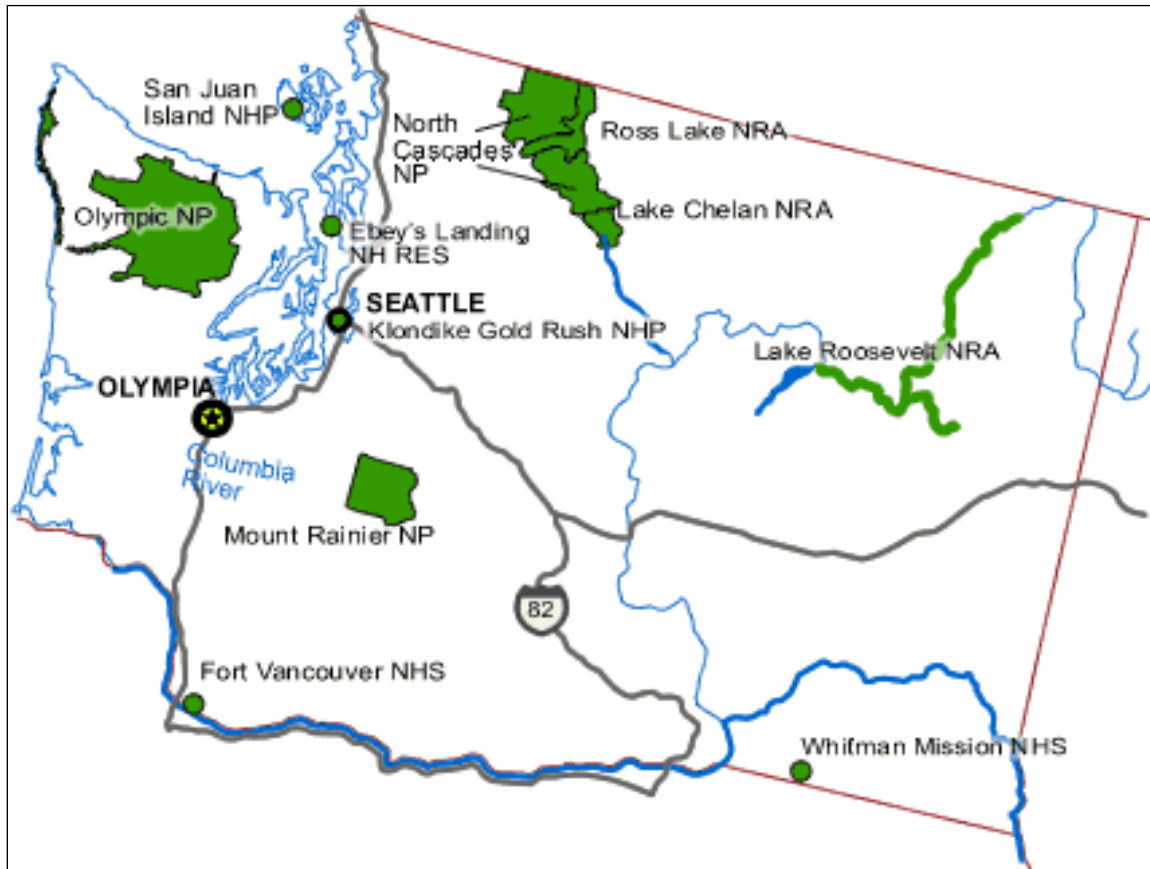 San Juan
Island NHP
North
Cascades
NP
Ross Lake NRA
Olympic NP
Lake Chelan NRA
Ebey's Landing
NH RES
SEATTLE
Klondike Gold Rush NHP
Lake Roosevelt NRA
OLYMPIA
Columbia
River
Mount Rainier NP
82
Fort Vancouver NHS
Whitman Mission NHS